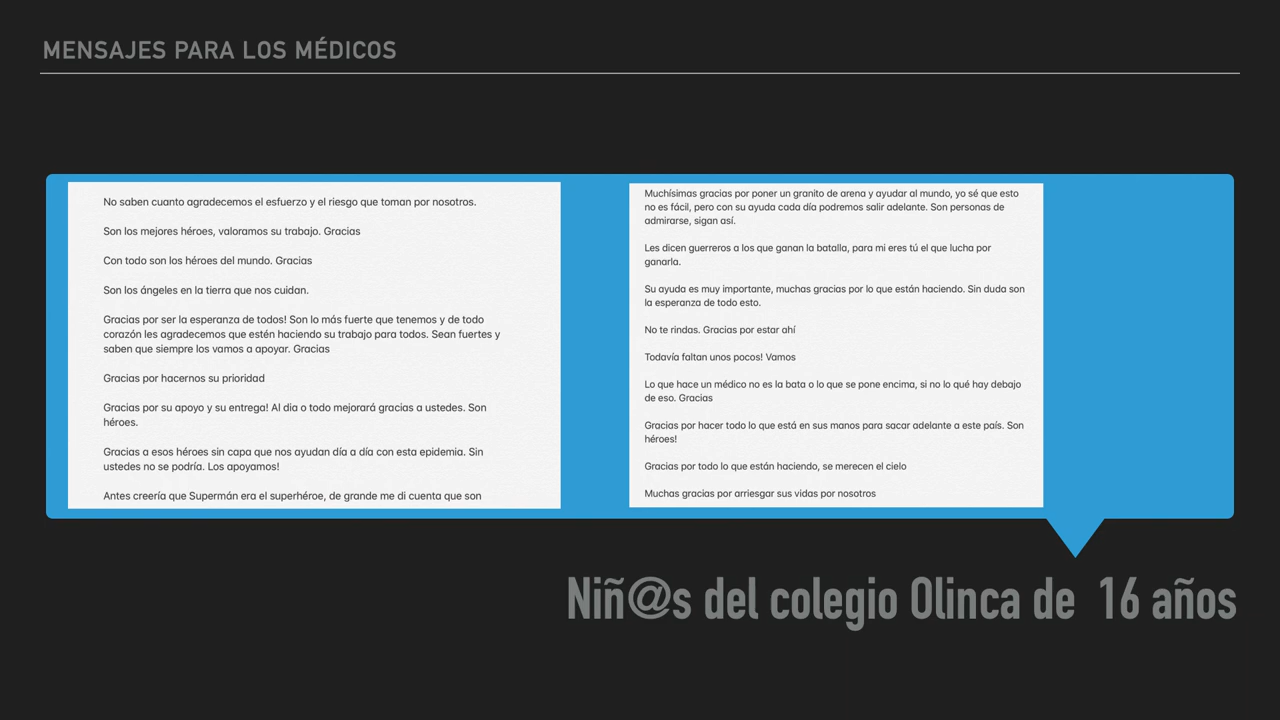 MENSAJES PARA LOS MÉDICOS
No saben cuanto agradecemos el esfuerzo y el riesgo que toman por nosotros.
Son los mejores héroes, valoramos su trabajo. Gracias
Con todo son los héroes del mundo. Gracias
Son los ángeles en la tierra que nos cuidan.
Gracias por ser la esperanza de todos! Son lo más fuerte que tenemos y de todo
corazón les agradecemos que estén haciendo su trabajo para todos. Sean fuertes y
saben que siempre los vamos a apoyar. Gracias
Gracias por hacernos su prioridad
Gracias por su apoyo y su entrega! Al dia o todo mejorará gracias a ustedes. Son
héroes.
Gracias a esos héroes sin capa que nos ayudan día a día con esta epidemia. Sin
ustedes no se podría. Los apoyamos!
Antes creería que Supermán era el superhéroe, de grande me di cuenta que son
Muchísimas gracias por poner un granito de arena y ayudar al mundo, yo sé que esto
no es fácil, pero con su ayuda cada día podremos salir adelante. Son personas de
admirarse, sigan así.
Les dicen guerreros a los que ganan la batalla, para mi eres tú el que lucha por
ganarla.
Su ayuda es muy importante, muchas gracias por lo que están haciendo. Sin duda son
la esperanza de todo esto.
No te rindas. Gracias por estar ahí
Todavía faltan unos pocos! Vamos
Lo que hace un médico no es la bata o lo que se pone encima, si no lo qué hay debajo
de eso. Gracias
Gracias por hacer todo lo que está en sus manos para sacar adelante a este país. Son
héroes!
Gracias por todo lo que están haciendo, se merecen el cielo
Muchas gracias por arriesgar sus vidas por nosotros
Niñ@s del colegio Olinca de 16 años